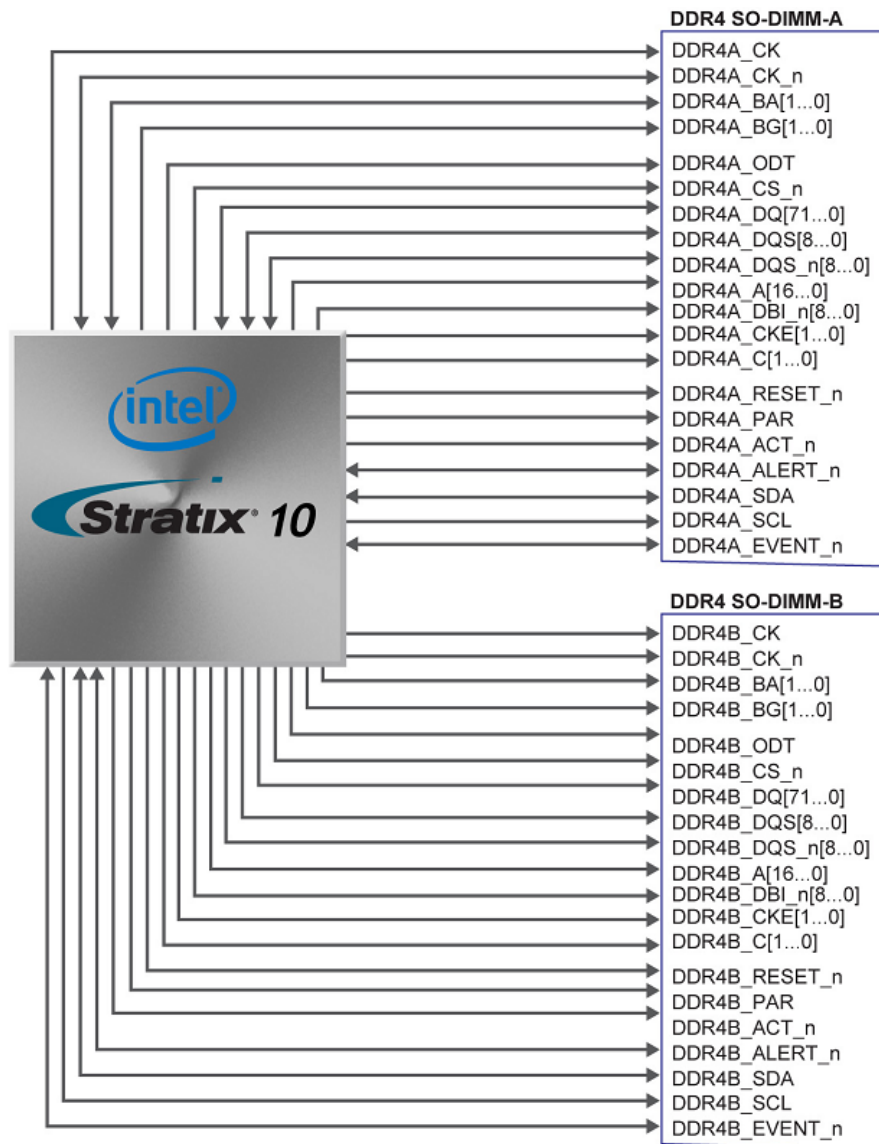 DDR4 SO-DIMM-A
DDR4A_CK
DDR4A_CK_n
DDR4A_BA[1...0]
DDR4A_BG[1...0]
DDR4A_ODT
DDR4A_CS_n
DDR4A_DQ[71...0]
DDR4A_DQS[8...0]
DDR4A_DQS_n[8...0]
DDR4A_A[16...0]
DDR4A_DBI_n[8...0]
DDR4A_CKE[1...0]
DDR4A_C[1...0]
DDR4A_RESET_n
DDR4A_PAR
DDR4A_ACT_n
DDR4A_ALERT_n
DDR4A_SDA
DDR4A_SCL
DDR4A_EVENT_n
intel®
Stratix® 10
DDR4 SO-DIMM-B
DDR4B_CK
DDR4B_CK_n
DDR4B_BA[1...0]
DDR4B_BG[1...0]
DDR4B_ODT
DDR4B_CS_n
DDR4B_DQ[71...0]
DDR4B_DQS[8...0]
DDR4B_DQS_n[8...0]
DDR4B_A[16...0]
DDR4B_DBI_n[8...0]
DDR4B_CKE[1...0]
DDR4B_C[1...0]
DDR4B_RESET_n
DDR4B_PAR
DDR4B_ACT_n
DDR4B_ALERT_n
DDR4B_SDA
DDR4B_SCL
DDR4B_EVENT_n